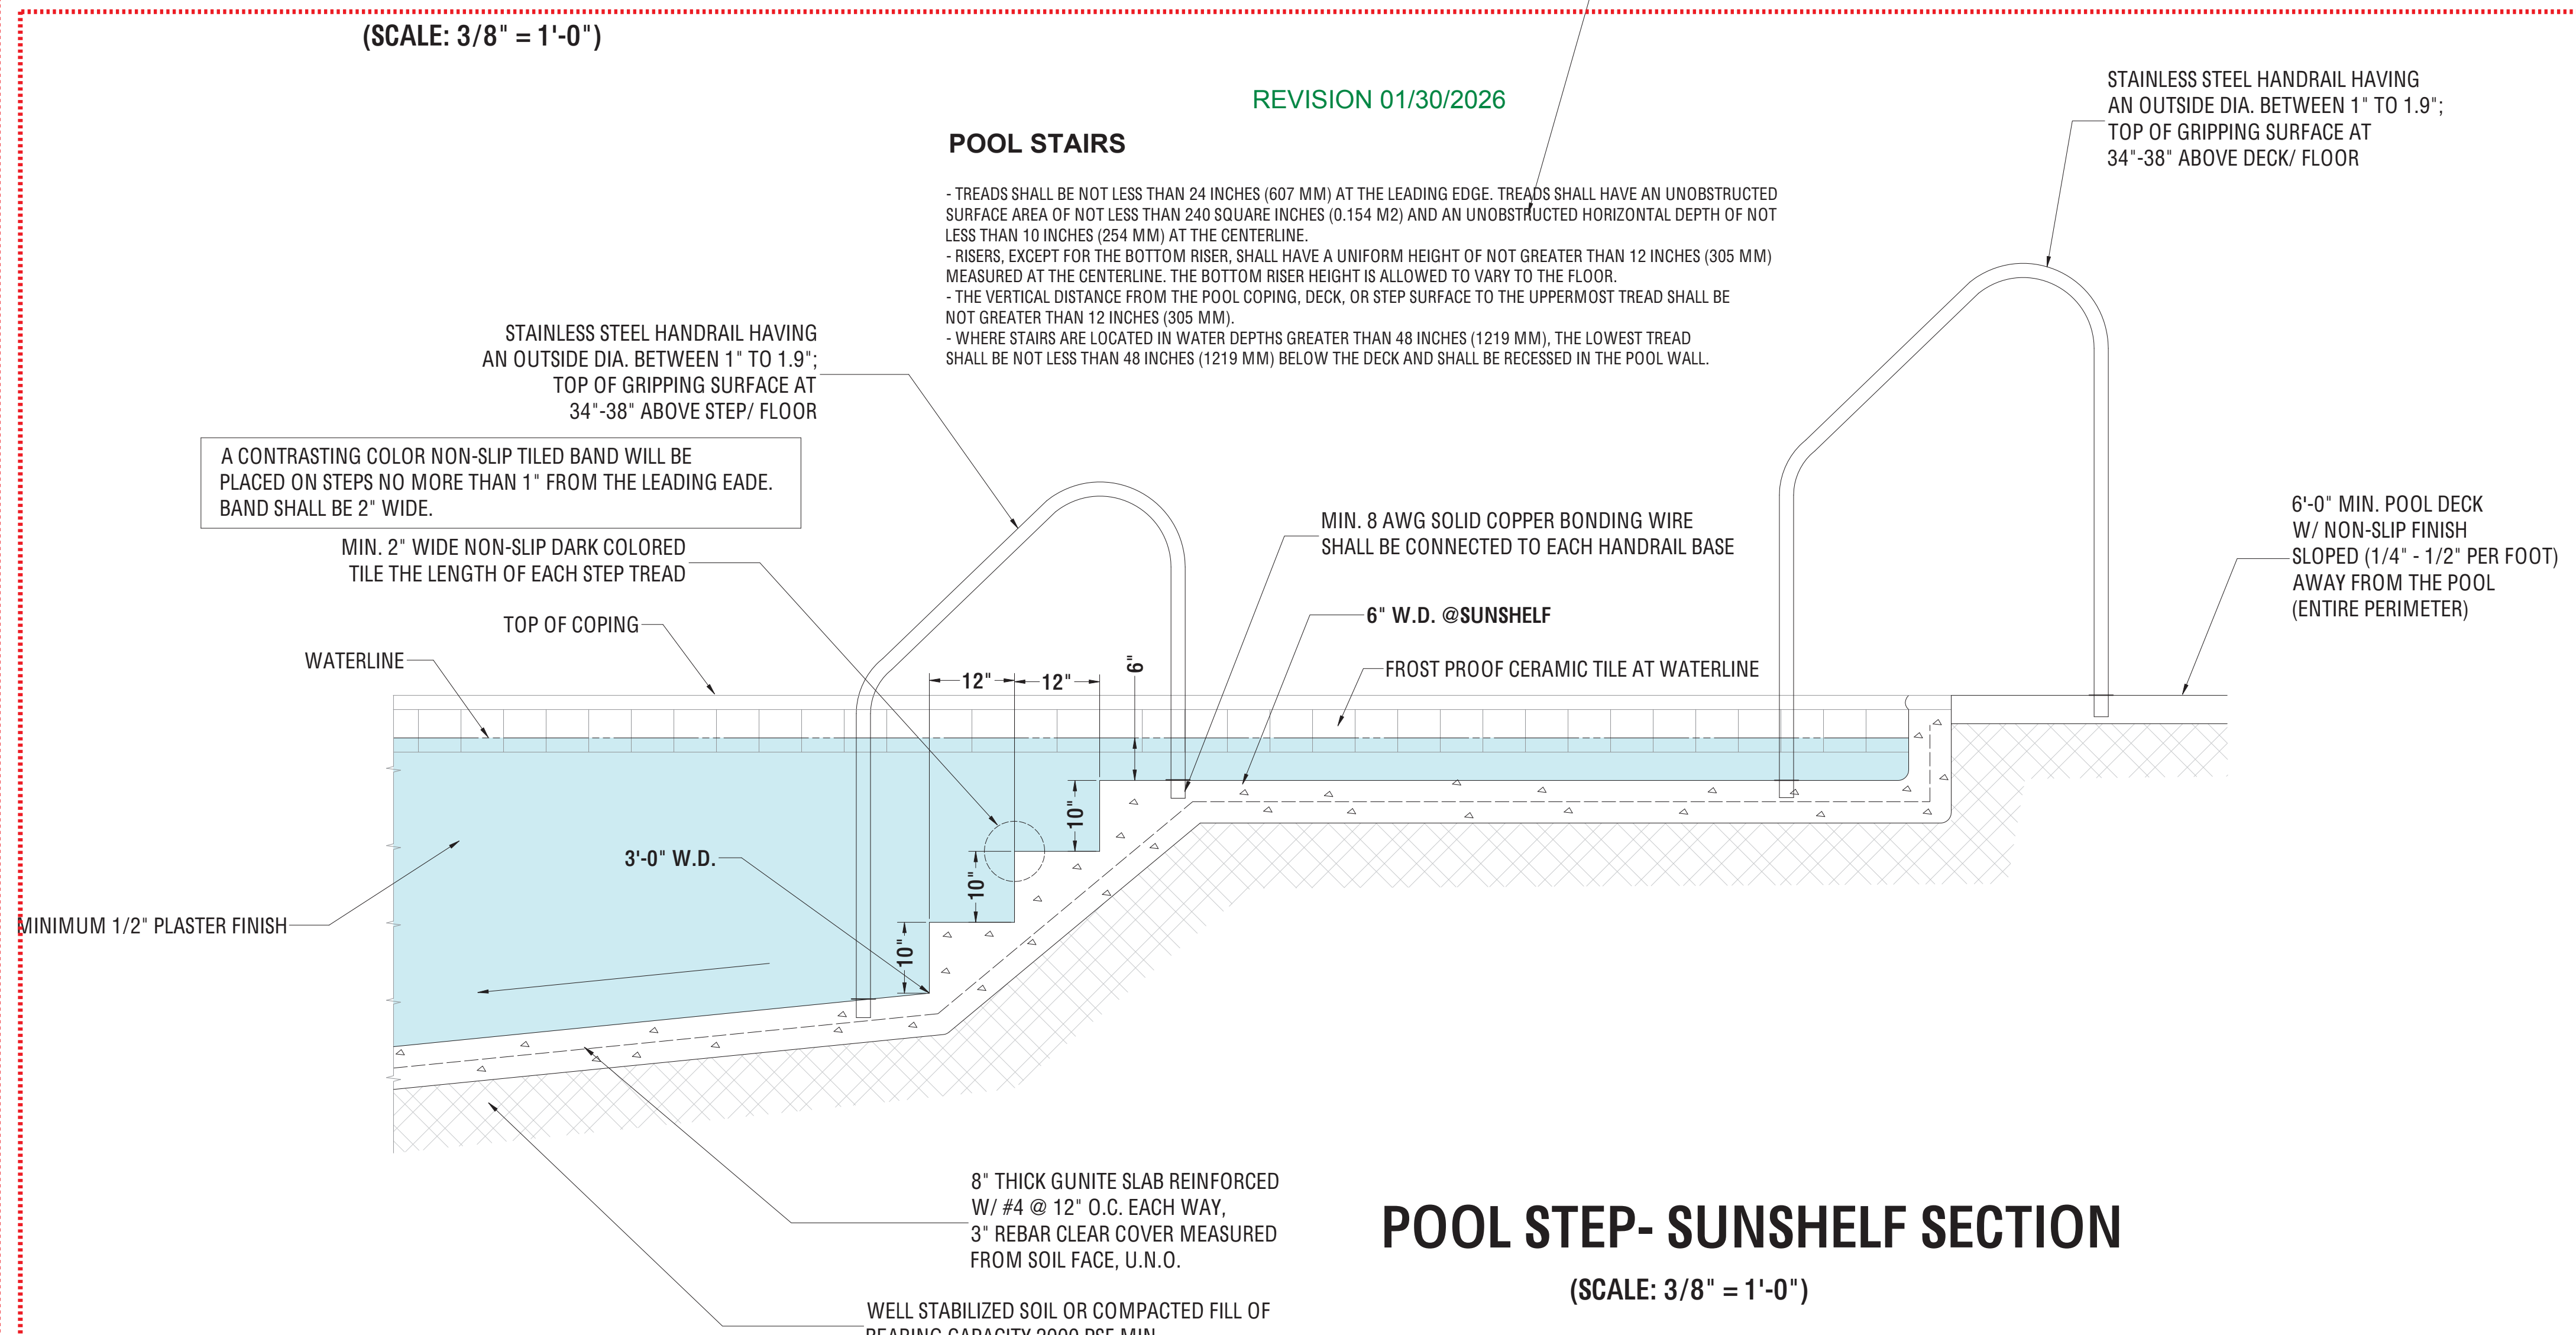 (SCALE: 3/8" = 1'-0")
REVISION 01/30/2026
POOL STAIRS
- TREADS SHALL BE NOT LESS THAN 24 INCHES (607 MM) AT THE LEADING EDGE. TREADS SHALL HAVE AN UNOBSTRUCTED
SURFACE AREA OF NOT LESS THAN 240 SQUARE INCHES (0.154 M2) AND AN UNOBSTRUCTED HORIZONTAL DEPTH OF NOT
LESS THAN 10 INCHES (254 MM) AT THE CENTERLINE.
- RISERS, EXCEPT FOR THE BOTTOM RISER, SHALL HAVE A UNIFORM HEIGHT OF NOT GREATER THAN 12 INCHES (305 MM)
MEASURED AT THE CENTERLINE. THE BOTTOM RISER HEIGHT IS ALLOWED TO VARY TO THE FLOOR.
- THE VERTICAL DISTANCE FROM THE POOL COPING, DECK, OR STEP SURFACE TO THE UPPERMOST TREAD SHALL BE
NOT GREATER THAN 12 INCHES (305 MM).
- WHERE STAIRS ARE LOCATED IN WATER DEPTHS GREATER THAN 48 INCHES (1219 MM), THE LOWEST TREAD
SHALL BE NOT LESS THAN 48 INCHES (1219 MM) BELOW THE DECK AND SHALL BE RECESSED IN THE POOL WALL.
STAINLESS STEEL HANDRAIL HAVING
AN OUTSIDE DIA. BETWEEN 1" TO 1.9";
TOP OF GRIPPING SURFACE AT
34"-38" ABOVE DECK/ FLOOR
STAINLESS STEEL HANDRAIL HAVING
AN OUTSIDE DIA. BETWEEN 1" TO 1.9";
TOP OF GRIPPING SURFACE AT
34"-38" ABOVE STEP/ FLOOR
A CONTRASTING COLOR NON-SLIP TILED BAND WILL BE
PLACED ON STEPS NO MORE THAN 1" FROM THE LEADING EADE.
BAND SHALL BE 2" WIDE.
MIN. 2" WIDE NON-SLIP DARK COLORED
TILE THE LENGTH OF EACH STEP TREAD
TOP OF COPING
WATERLINE
MIN. 8 AWG SOLID COPPER BONDING WIRE
SHALL BE CONNECTED TO EACH HANDRAIL BASE
6" W.D. @SUNSHELF
FROST PROOF CERAMIC TILE AT WATERLINE
6'-0" MIN. POOL DECK
W/ NON-SLIP FINISH
SLOPED (1/4" - 1/2" PER FOOT)
AWAY FROM THE POOL
(ENTIRE PERIMETER)
12"
12"
6"
10"
10"
10"
3'-0" W.D.
MINIMUM 1/2" PLASTER FINISH
8" THICK GUNITE SLAB REINFORCED
W/ #4 @ 12" O.C. EACH WAY,
3" REBAR CLEAR COVER MEASURED
FROM SOIL FACE, U.N.O.
WELL STABILIZED SOIL OR COMPACTED FILL OF
BEARING CAPACITY 2000 PSF MIN.
POOL STEP- SUNSHELF SECTION
(SCALE: 3/8" = 1'-0")